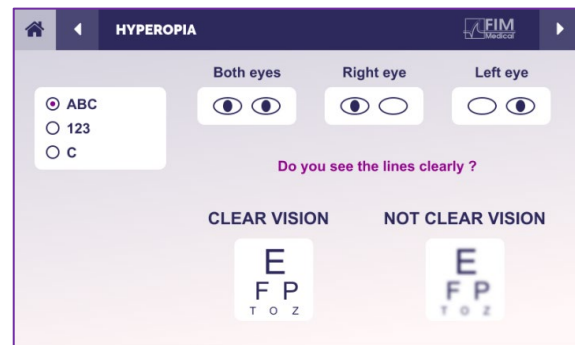 HYPEROPIA
FIM
Medical
Both eyes
Right eye
Left eye
ABC
123
C
Do you see the lines clearly ?
CLEAR VISION
NOT CLEAR VISION
E
F P
T O Z
E
F P
T O Z